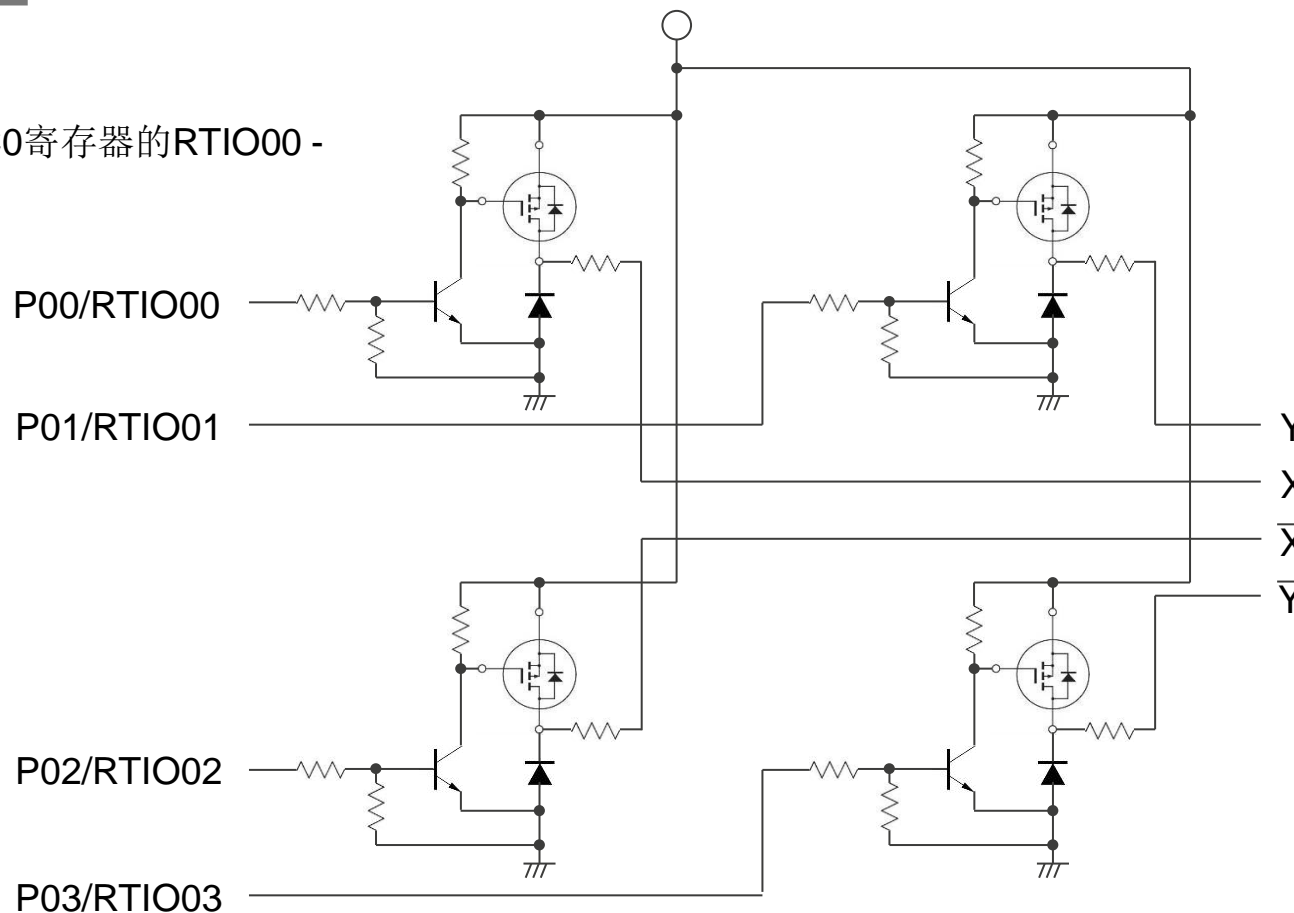 0寄存器的RTIO00 -
P00/RTIO00
P01/RTIO01
Y
X
X̅
Y̅
P02/RTIO02
P03/RTIO03